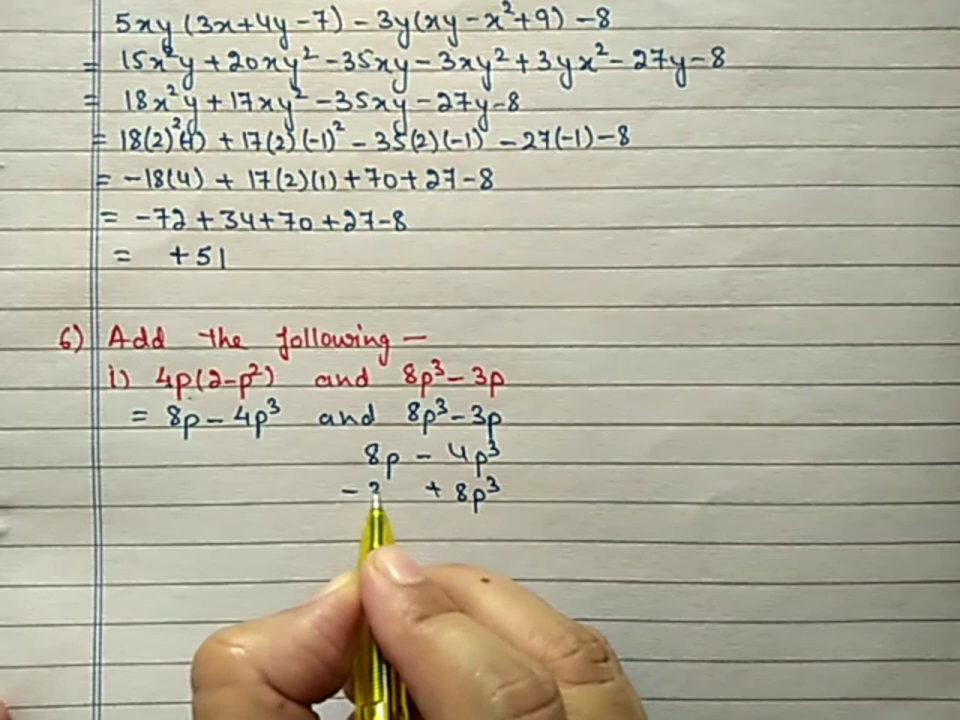 5xy(3x+4y-7) - 3y(xy-x²+9) -8
= 15x²y + 20xy² -35xy -3xy² + 3yx² - 27y-8
= 18x²y + 17xy² -35xy -27y-8
= 18(2)²(-1) + 17(2)(-1)² - 35(2)(-1) - 27(-1) -8
= -18(4) + 17(2)(1) +70+27-8
= -72+34+70+27-8
= +51
6) Add the following -
i) 4p(2-p²) and 8p³-3p
= 8p - 4p³ and 8p³-3p
8p - 4p³
- 3 + 8p³